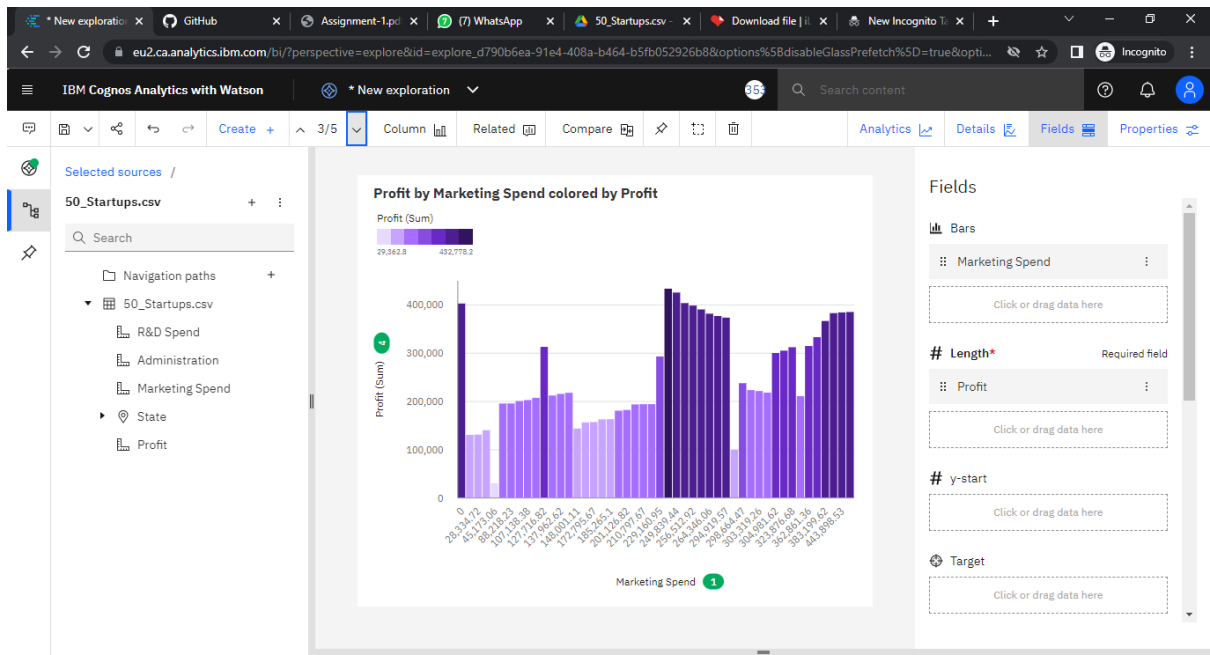 * New exploration
GitHub
Assignment-1.pd
(7) WhatsApp
50_Startups.csv -
Download file | iL
New Incognito Ta
eu2.ca.analytics.ibm.com/bi/?perspective=explore&id=explore_d790b6ea-91e4-408a-b464-b5fb052926b8&options%5BdisableGlassPrefetch%5D=true&opti...
Incognito
IBM Cognos Analytics with Watson
* New exploration
353
Search content
Create +
3/5
Column
Related
Compare
Analytics
Details
Fields
Properties
Selected sources /
50_Startups.csv
Search
Navigation paths
50_Startups.csv
R&D Spend
Administration
Marketing Spend
State
Profit
Profit by Marketing Spend colored by Profit
Profit (Sum)
29,362.8
452,778.2
400,000
300,000
200,000
100,000
0
Profit (Sum)
4
0
28,334.72
45,173.06
88,218.23
107,138.38
127,716.82
137,962.62
148,001.11
172,795.67
185,265.1
201,126.82
210,797.67
229,160.95
249,839.44
256,512.92
264,346.06
294,919.57
298,664.47
303,319.26
304,981.62
323,876.68
362,861.36
383,199.62
443,898.53
Marketing Spend 1
Fields
Bars
Marketing Spend
Click or drag data here
# Length*
Required field
Profit
Click or drag data here
# y-start
Click or drag data here
Target
Click or drag data here